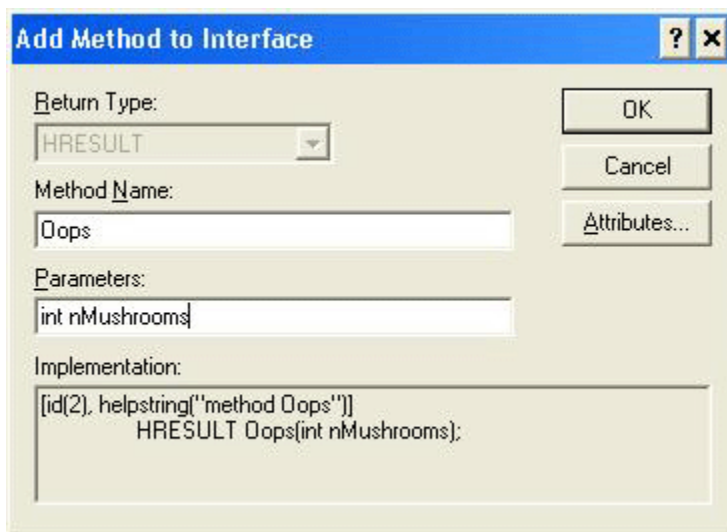 Add Method to Interface
? ×
Return Type:
HRESULT
Method Name:
Oops
Parameters:
int nMushrooms
Implementation:
[id(2), helpstring("method Oops")]
HRESULT Oops(int nMushrooms);
OK
Cancel
Attributes...